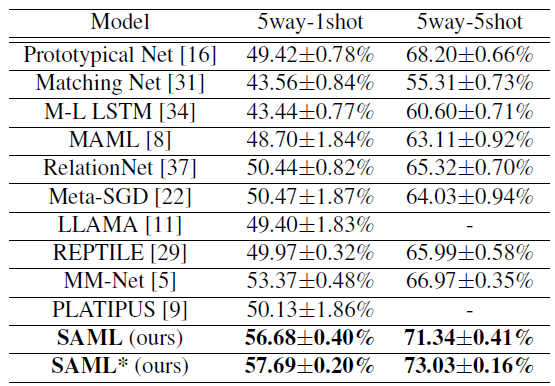 Model 5way-1shot 5way-5shot
Prototypical Net [16] 49.42±0.78% 68.20±0.66%
Matching Net [31] 43.56±0.84% 55.31±0.73%
M-L LSTM [34] 43.44±0.77% 60.60±0.71%
MAML [8] 48.70±1.84% 63.11±0.92%
RelationNet [37] 50.44±0.82% 65.32±0.70%
Meta-SGD [22] 50.47±1.87% 64.03±0.94%
LLAMA [11] 49.40±1.83% -
REPTILE [29] 49.97±0.32% 65.99±0.58%
MM-Net [5] 53.37±0.48% 66.97±0.35%
PLATIPUS [9] 50.13±1.86% -
SAML (ours) 56.68±0.40% 71.34±0.41%
SAML* (ours) 57.69±0.20% 73.03±0.16%